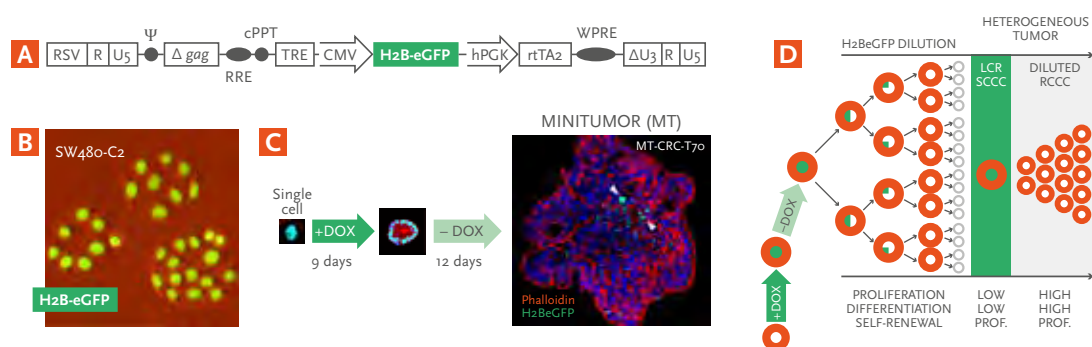 A
RSV
R
U5
Ψ
Δ gag
RRE
cPPT
TRE
CMV
H2B-eGFP
hPGK
rtTA2
WPRE
ΔU3
R
U5
B
SW480-C2
H2B-eGFP
C
Single
cell
+DOX
9 days
– DOX
12 days
MINITUMOR (MT)
MT-CRC-T70
Phalloidin
H2BeGFP
D
H2BeGFP DILUTION
HETEROGENEOUS
TUMOR
LCR
SCCC
DILUTED
RCCC
–DOX
+DOX
PROLIFERATION
DIFFERENTIATION
SELF-RENEWAL
LOW
LOW
PROF.
HIGH
HIGH
PROF.